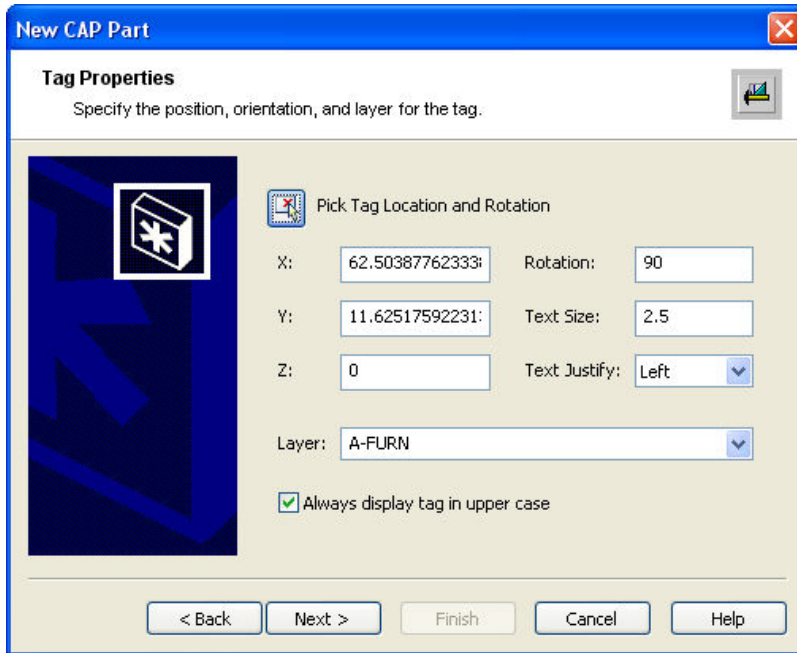 New CAP Part
Tag Properties
Specify the position, orientation, and layer for the tag.
Pick Tag Location and Rotation
X: 62.50387762333 Rotation: 90
Y: 11.62517592231 Text Size: 2.5
Z: 0 Text Justify: Left
Layer: A-FURN
Always display tag in upper case
< Back Next > Finish Cancel Help